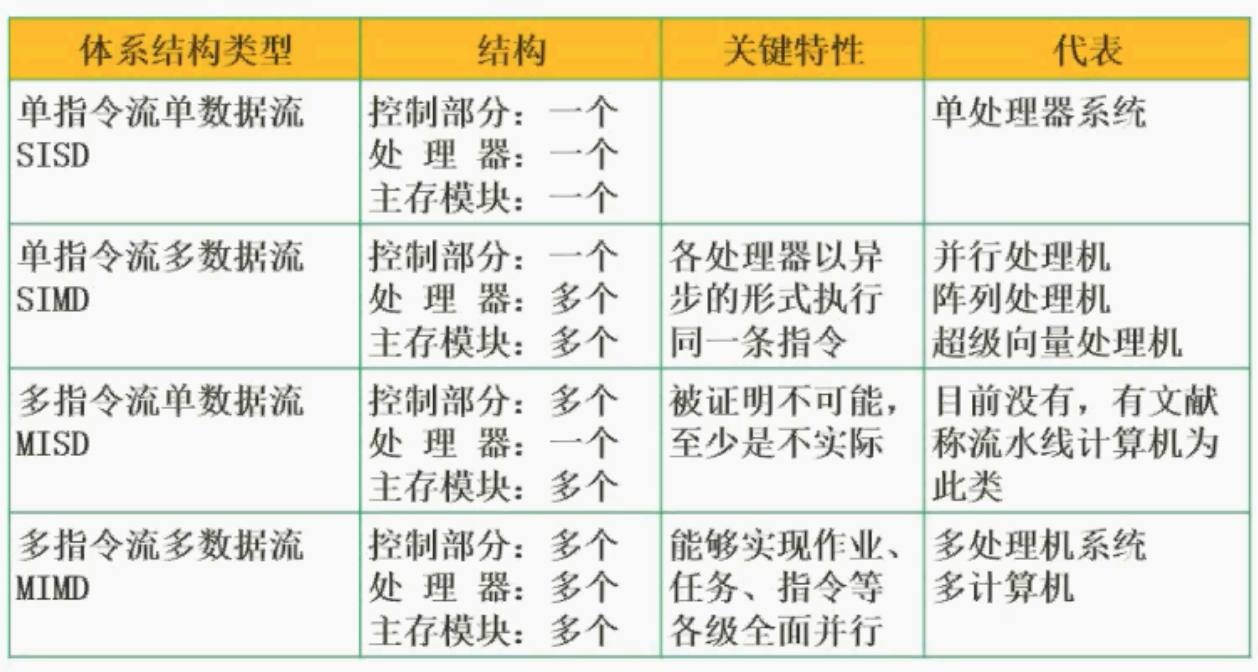 体系结构类型 结构 关键特性 代表
单指令流单数据流
SISD
控制部分：一个
处 理 器：一个
主存模块：一个
单处理器系统
单指令流多数据流
SIMD
控制部分：一个
处 理 器：多个
主存模块：多个
各处理器以异
步的形式执行
同一条指令
并行处理机
阵列处理机
超级向量处理机
多指令流单数据流
MISD
控制部分：多个
处 理 器：一个
主存模块：多个
被证明不可能，
至少是不实际
目前没有，有文献
称流水线计算机为
此类
多指令流多数据流
MIMD
控制部分：多个
处 理 器：多个
主存模块：多个
能够实现作业、
任务、指令等
各级全面并行
多处理机系统
多计算机